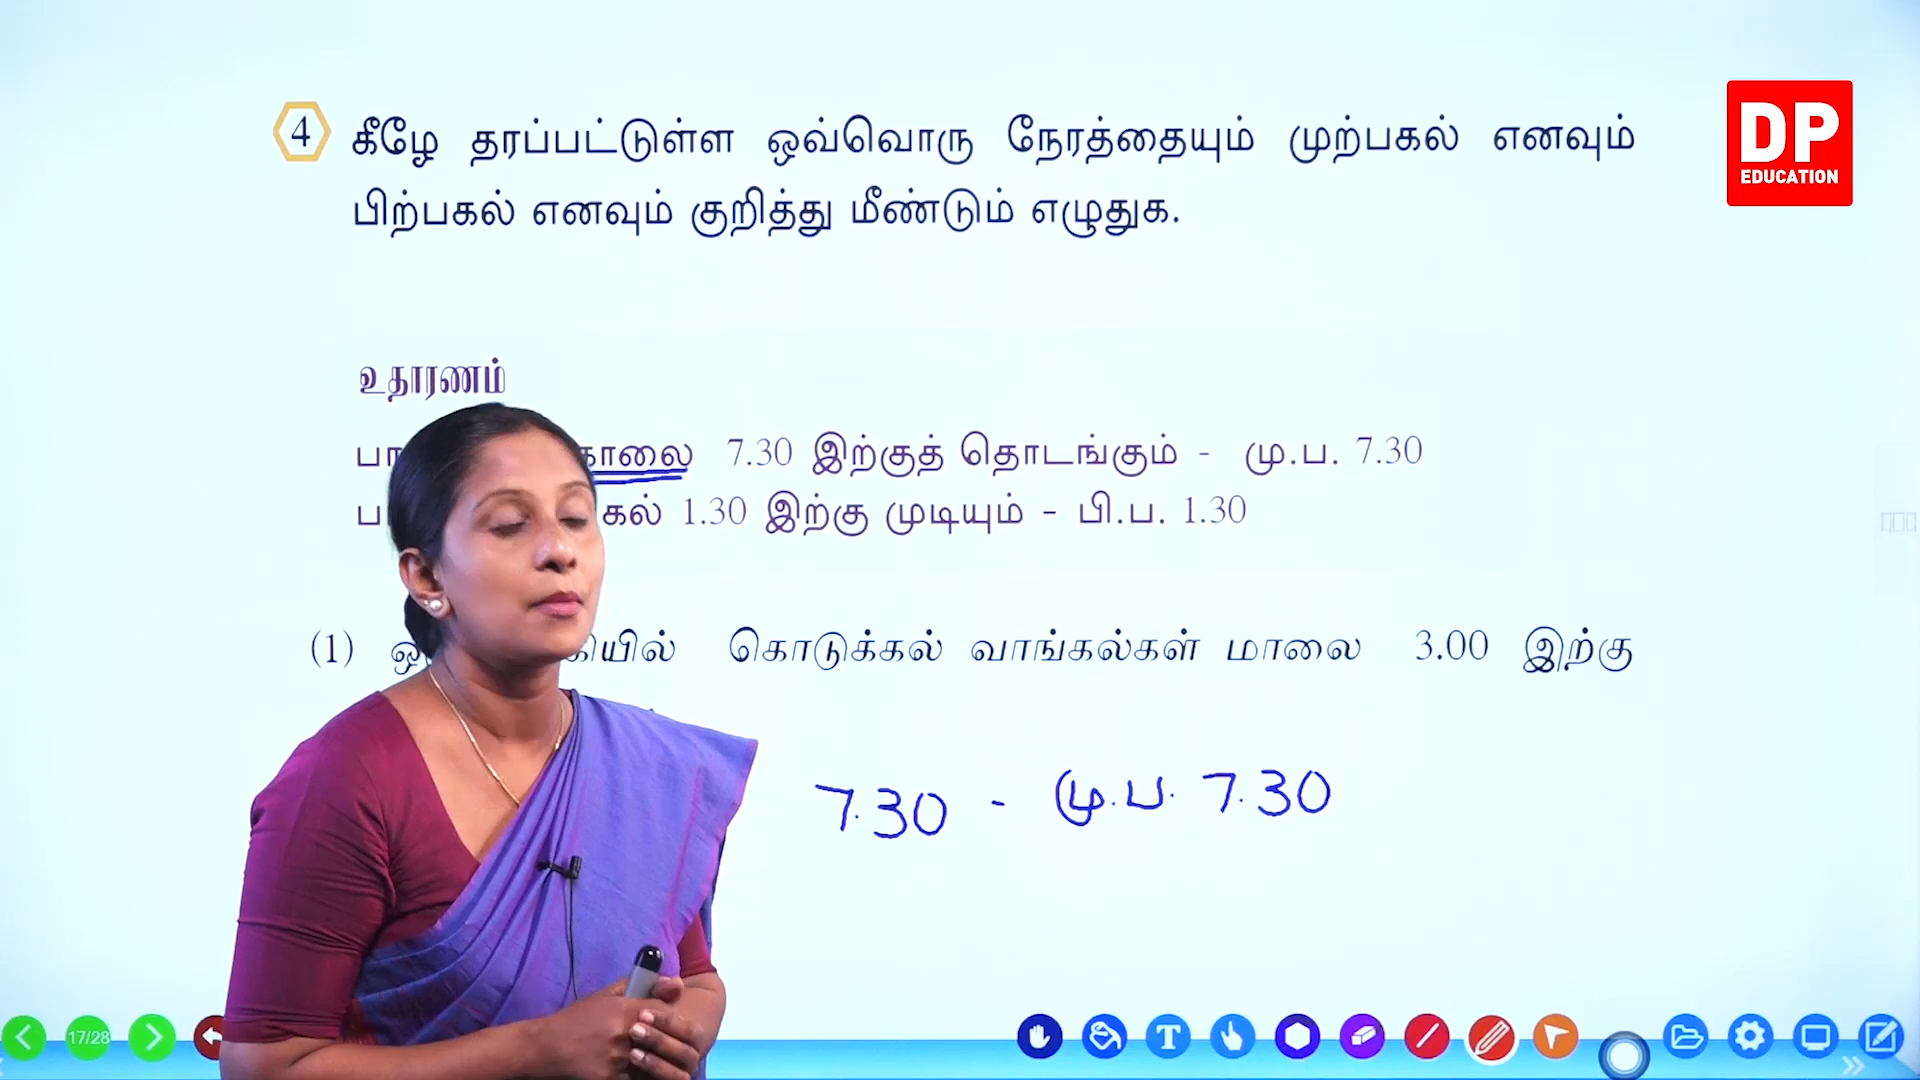 DP
EDUCATION
4 கீழே தரப்பட்டுள்ள ஒவ்வொரு நேரத்தையும் முற்பகல் எனவும்
பிற்பகல் எனவும் குறித்து மீண்டும் எழுதுக.
உதாரணம்
7.30 இற்குத் தொடங்கும் - மு.ப. 7.30
1.30 இற்கு முடியும் - பி.ப. 1.30
(1) கொடுக்கல் வாங்கல்கள் மாலை 3.00 இற்கு
7.30 - மு.ப. 7.30
17/28